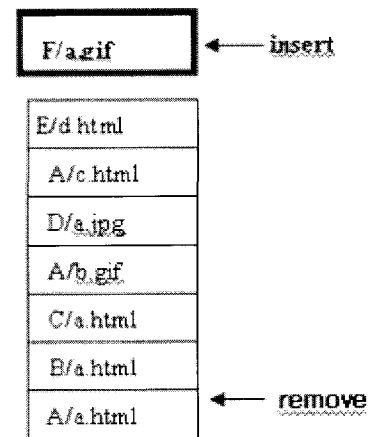 F/a.gif
insert
E/d.html
A/c.html
D/a.jpg
A/b.gif
C/a.html
B/a.html
A/a.html
remove